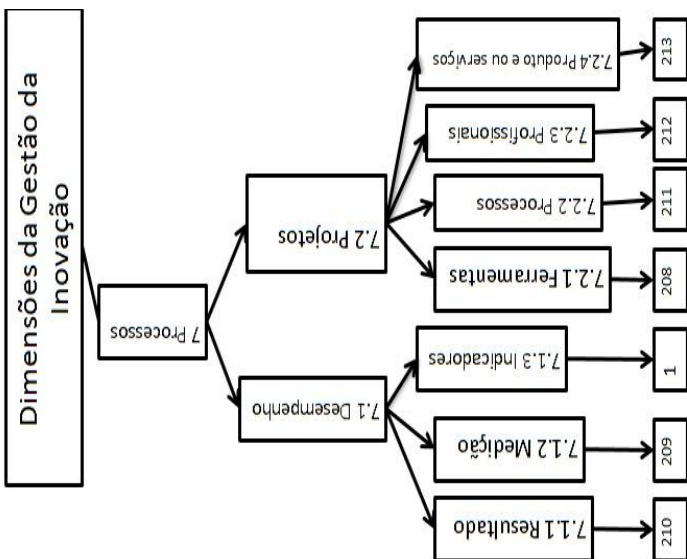 Dimensões da Gestão da
Inovação
7 Processos
7.2 Projetos
7.1 Desempenho
7.2.4 Produto e ou serviços
7.2.3 Profissionais
7.2.2 Processos
7.2.1 Ferramentas
7.1.3 Indicadores
7.1.2 Medição
7.1.1 Resultado
213
212
211
208
1
209
210